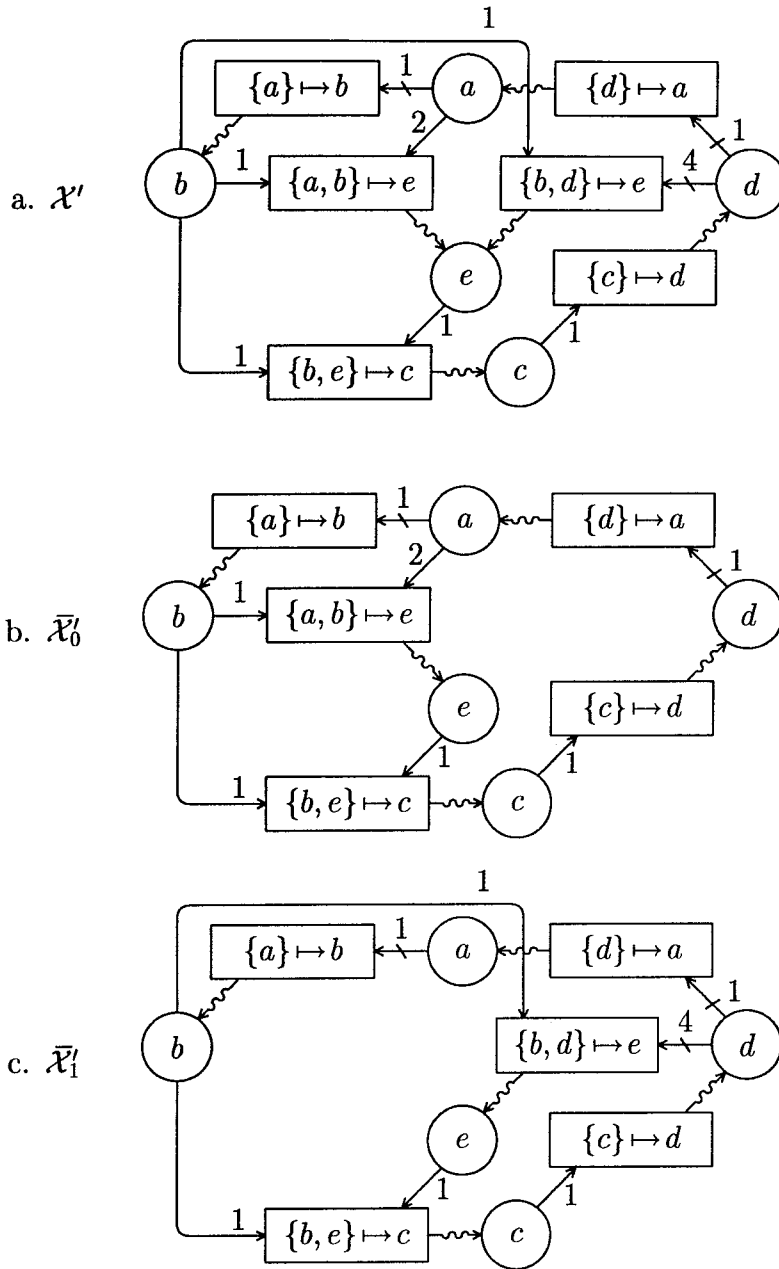 1
{a} ↦ b
1
a
{d} ↦ a
2
1
a. 𝒳′
b
1
{a, b} ↦ e
{b, d} ↦ e
4
d
e
{c} ↦ d
1
1
1
{b, e} ↦ c
c
{a} ↦ b
1
a
{d} ↦ a
2
1
b. 𝒳̄′₀
b
1
{a, b} ↦ e
d
e
{c} ↦ d
1
1
1
{b, e} ↦ c
c
1
{a} ↦ b
1
a
{d} ↦ a
1
c. 𝒳̄′₁
b
{b, d} ↦ e
4
d
e
{c} ↦ d
1
1
1
{b, e} ↦ c
c